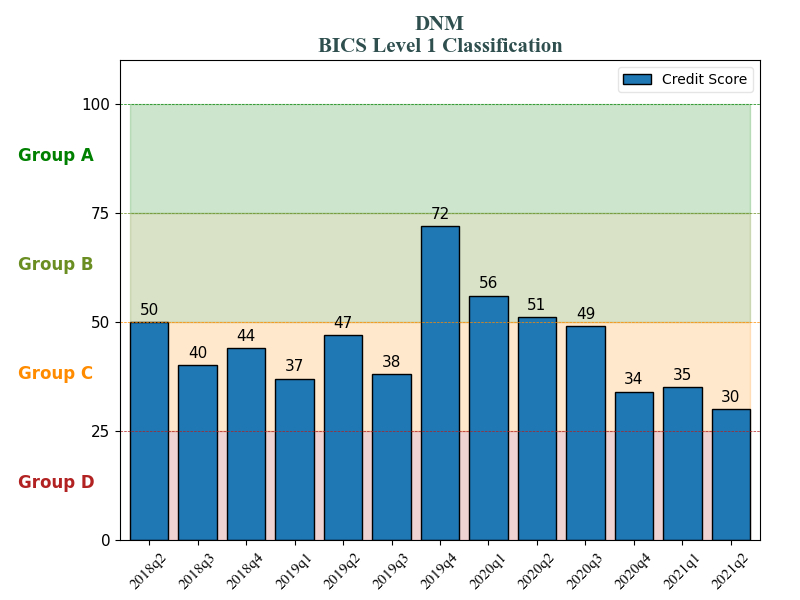 DNM
BICS Level 1 Classification
Credit Score
100
Group A
75
72
Group B
56
50
51
49
50
47
44
40
38
37
Group C
34
35
30
25
Group D
0
2018q2
2018q3
2018q4
2019q1
2019q2
2019q3
2019q4
2020q1
2020q2
2020q3
2020q4
2021q1
2021q2